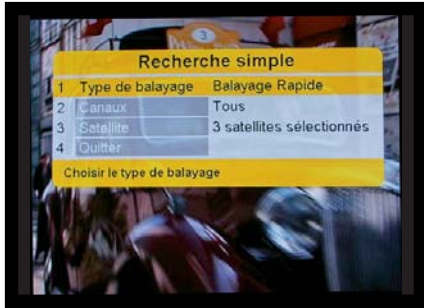 3
Recherche simple
1 Type de balayage Balayage Rapide
2 Canaux Tous
3 Satellite 3 satellites sélectionnés
4 Quitter
Choisir le type de balayage